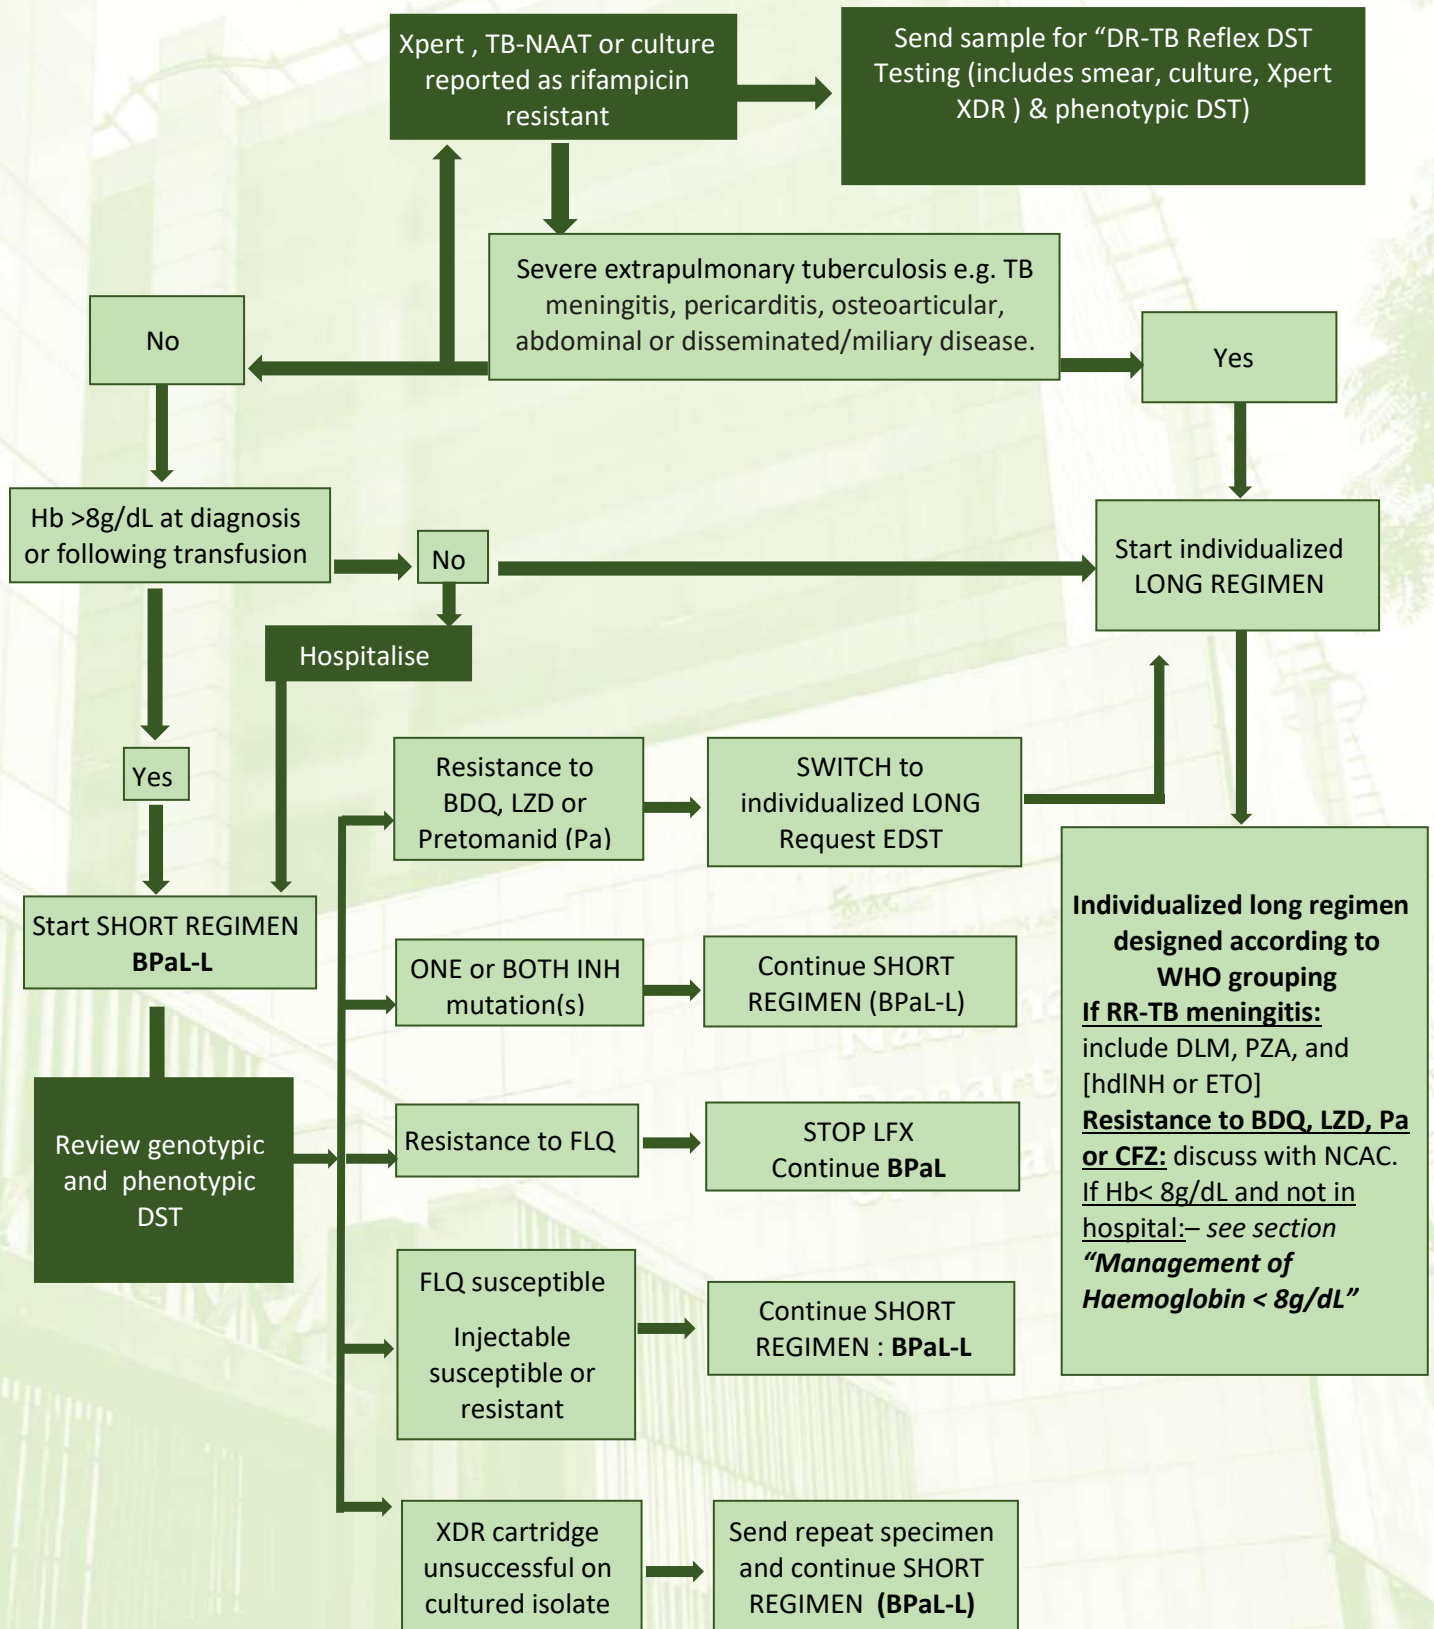 Xpert , TB-NAAT or culture
reported as rifampicin
resistant
Send sample for “DR-TB Reflex DST
Testing (includes smear, culture, Xpert
XDR ) & phenotypic DST)
Severe extrapulmonary tuberculosis e.g. TB
meningitis, pericarditis, osteoarticular,
abdominal or disseminated/miliary disease.
No
Yes
Hb >8g/dL at diagnosis
or following transfusion
No
Start individualized
LONG REGIMEN
Hospitalise
Yes
Resistance to
BDQ, LZD or
Pretomanid (Pa)
SWITCH to
individualized LONG
Request EDST
Start SHORT REGIMEN
BPaL-L
ONE or BOTH INH
mutation(s)
Continue SHORT
REGIMEN (BPaL-L)
Individualized long regimen
designed according to
WHO grouping
If RR-TB meningitis:
include DLM, PZA, and
[hdINH or ETO]
Resistance to BDQ, LZD, Pa
or CFZ: discuss with NCAC.
If Hb< 8g/dL and not in
hospital:– see section
“Management of
Haemoglobin < 8g/dL”
Review genotypic
and phenotypic
DST
Resistance to FLQ
STOP LFX
Continue BPaL
FLQ susceptible
Injectable
susceptible or
resistant
Continue SHORT
REGIMEN : BPaL-L
XDR cartridge
unsuccessful on
cultured isolate
Send repeat specimen
and continue SHORT
REGIMEN (BPaL-L)